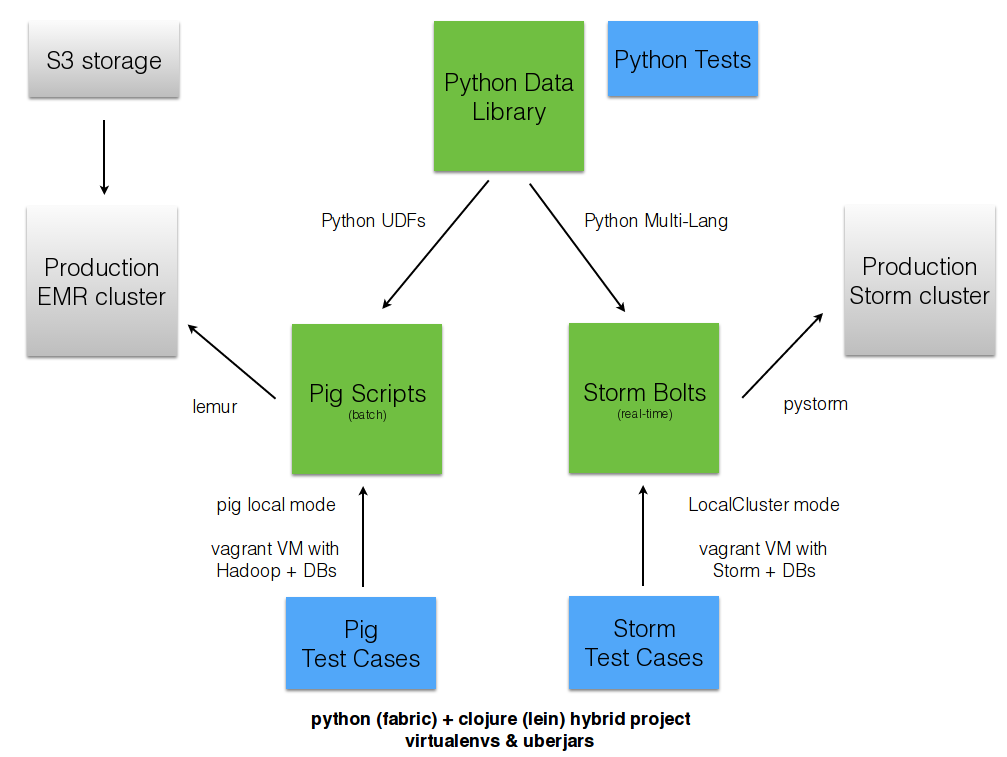 S3 storage
Python Data
Library
Python Tests
Python UDFs
Python Multi-Lang
Production
EMR cluster
Production
Storm cluster
Pig Scripts
(batch)
Storm Bolts
(real-time)
lemur
pystorm
pig local mode
LocalCluster mode
vagrant VM with
Hadoop + DBs
vagrant VM with
Storm + DBs
Pig
Test Cases
Storm
Test Cases
python (fabric) + clojure (lein) hybrid project
virtualenvs & uberjars